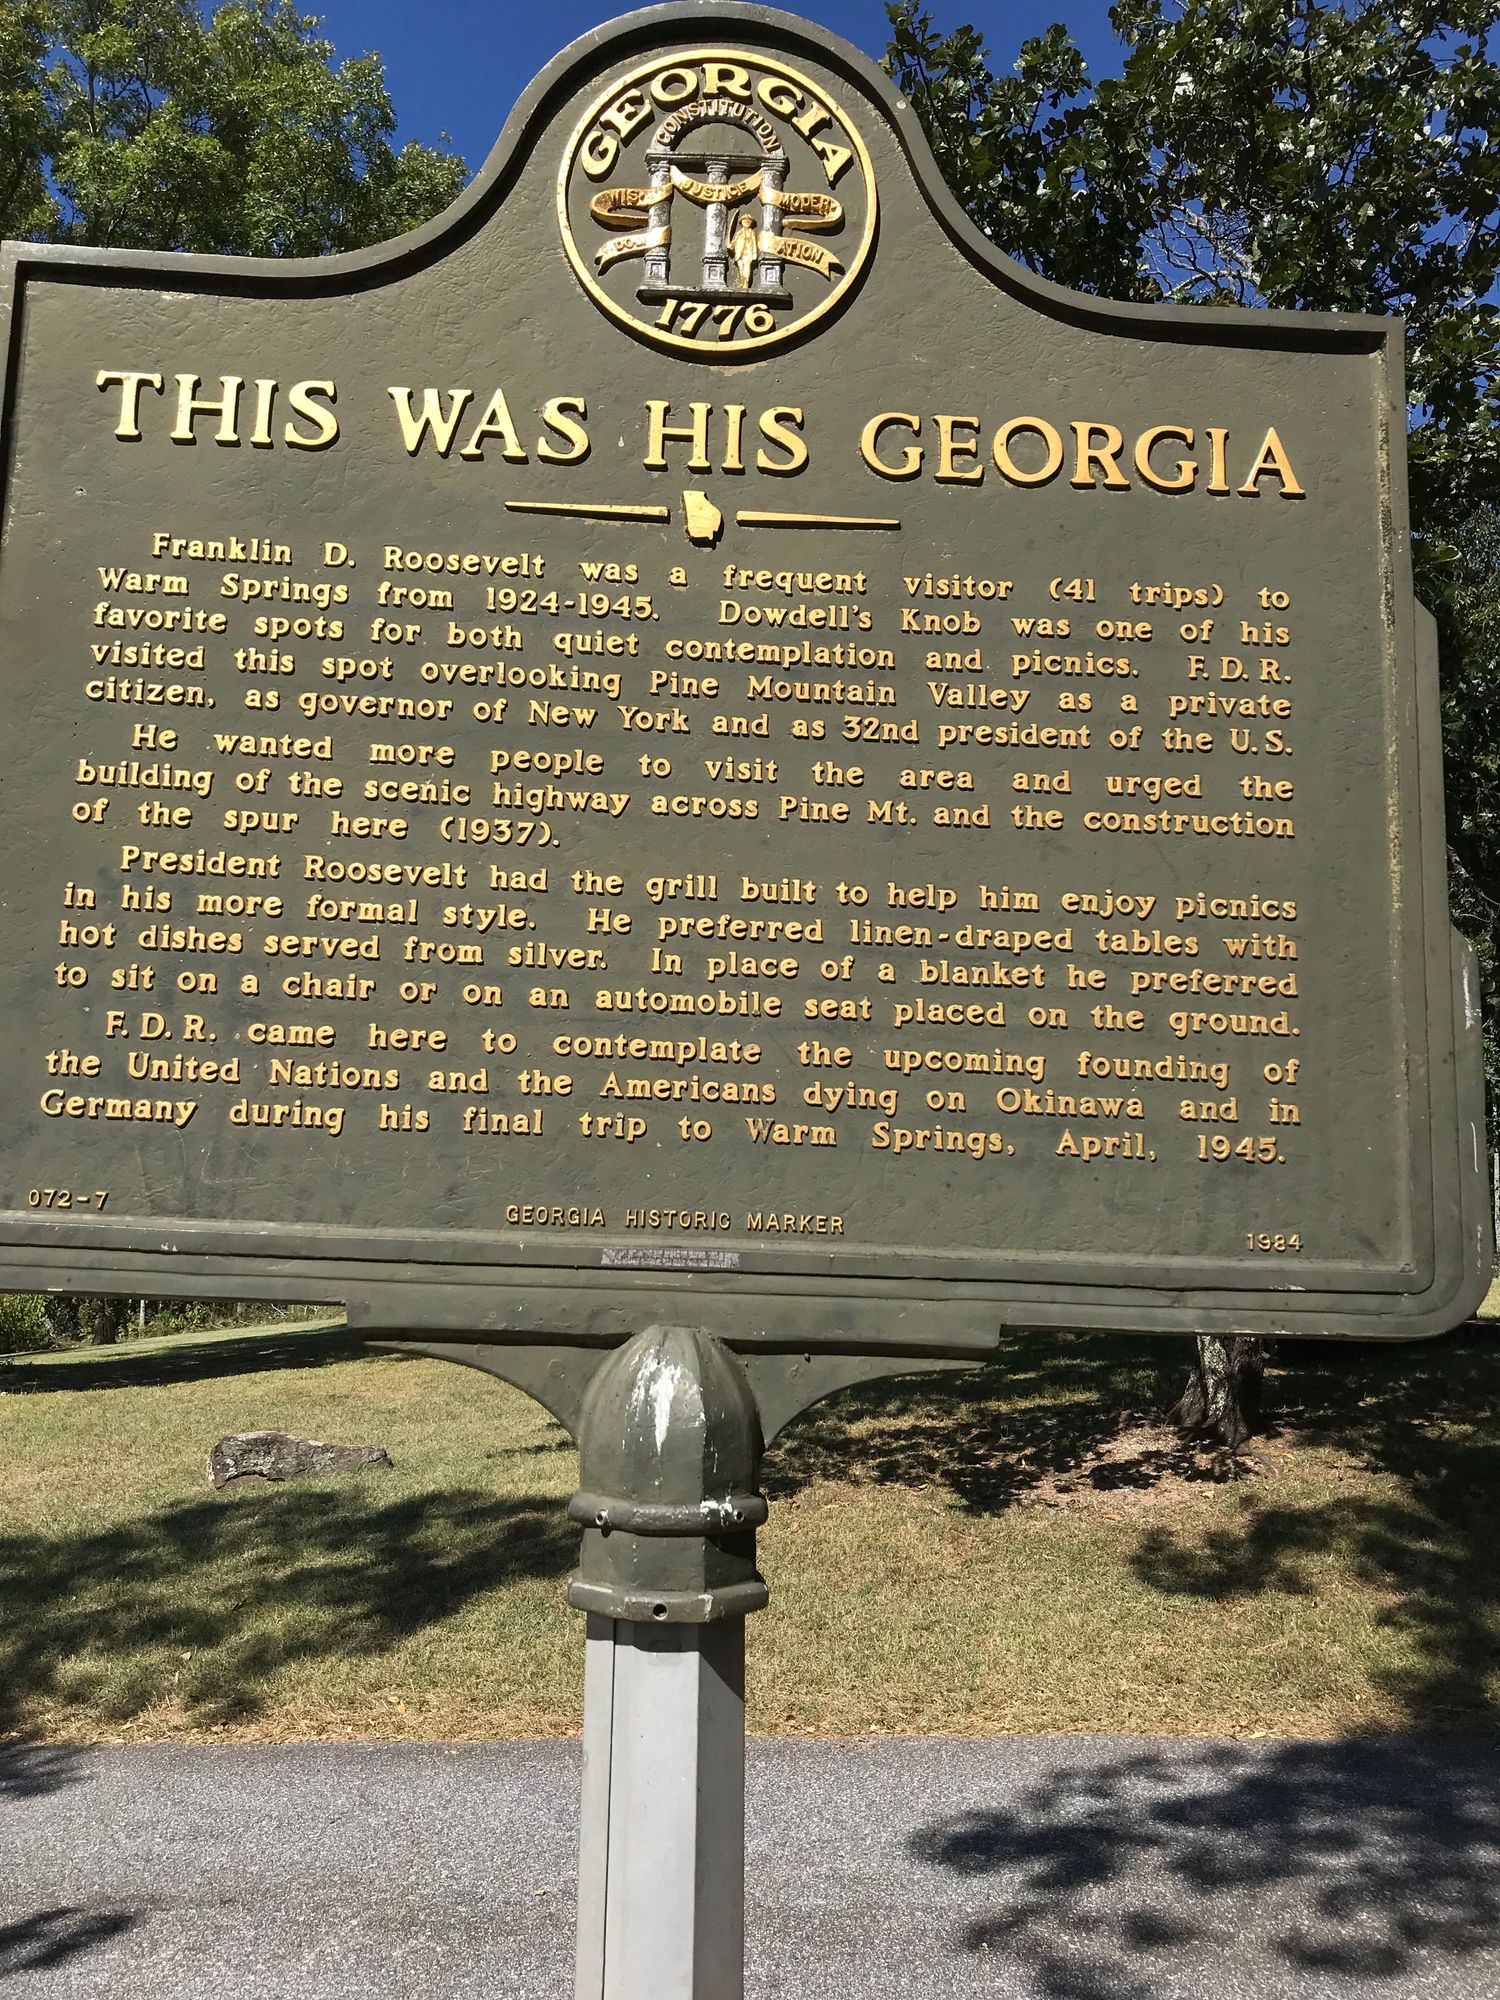 GEORGIA
CONSTITUTION
JUSTICE
MODER
ATION
1776
THIS WAS HIS GEORGIA
Franklin D. Roosevelt was a frequent visitor (41 trips) to
Warm Springs from 1924-1945. Dowdell's Knob was one of his
favorite spots for both quiet contemplation and picnics. F.D.R.
visited this spot overlooking Pine Mountain Valley as a private
citizen, as governor of New York and as 32nd president of the U.S.
He wanted more people to visit the area and urged the
building of the scenic highway across Pine Mt. and the construction
of the spur here (1937).
President Roosevelt had the grill built to help him enjoy picnics
in his more formal style. He preferred linen-draped tables with
hot dishes served from silver. In place of a blanket he preferred
to sit on a chair or on an automobile seat placed on the ground.
F.D.R. came here to contemplate the upcoming founding of
the United Nations and the Americans dying on Okinawa and in
Germany during his final trip to Warm Springs, April, 1945.
072-7 GEORGIA HISTORIC MARKER 1984